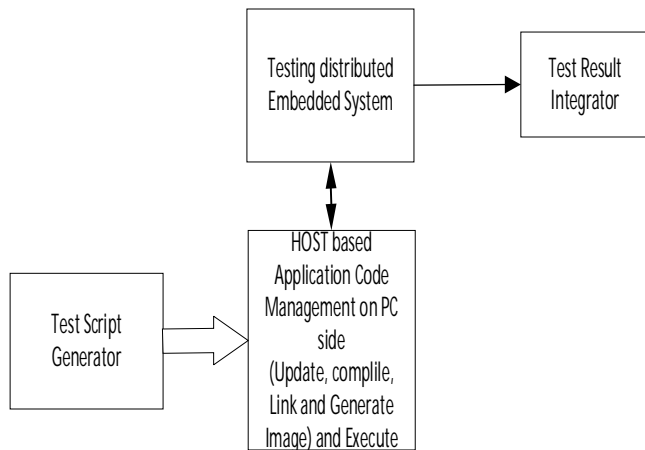 Testing distributed
Embedded System
Test Result
Integrator
HOST based
Application Code
Management on PC
side
(Update, complile,
Link and Generate
Image) and Execute
Test Script
Generator